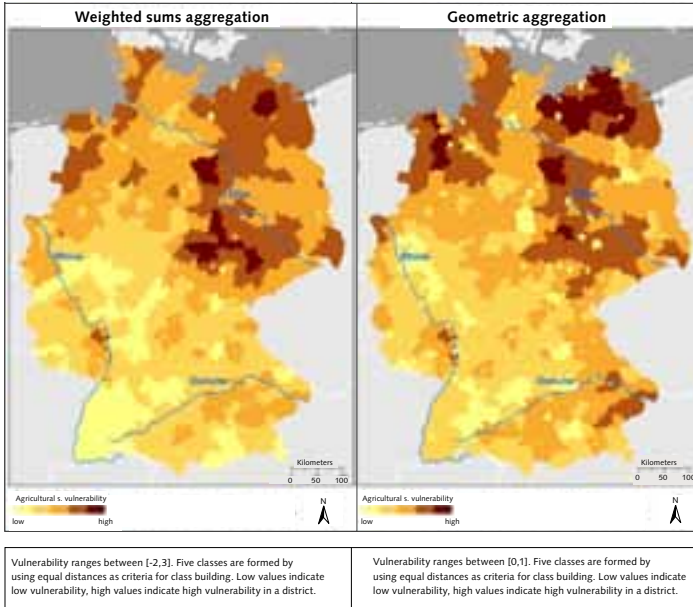 Weighted sums aggregation
Kilometers
0 50 100
Agricultural s. vulnerability
low high
N
Vulnerability ranges between [-2,3]. Five classes are formed by
using equal distances as criteria for class building. Low values indicate
low vulnerability, high values indicate high vulnerability in a district.
Geometric aggregation
Kilometers
0 50 100
Agricultural s. vulnerability
low high
N
Vulnerability ranges between [0,1]. Five classes are formed by
using equal distances as criteria for class building. Low values indicate
low vulnerability, high values indicate high vulnerability in a district.